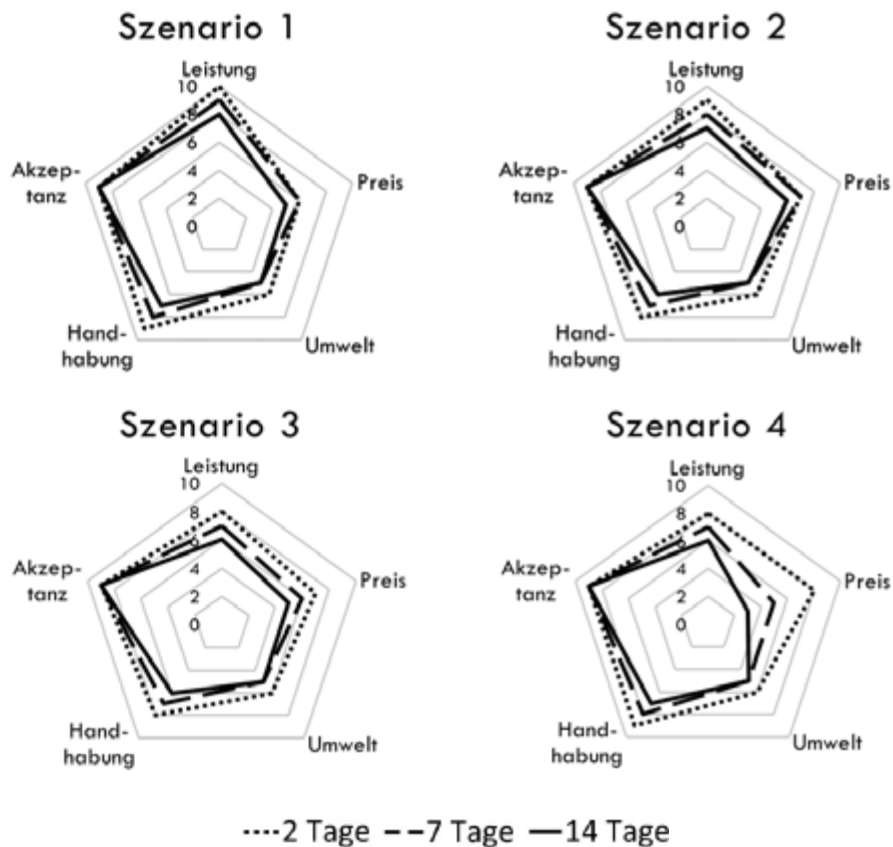 Szenario 1
Leistung
10
8
6
4
2
0
Akzep-
tanz
Preis
Hand-
habung
Umwelt
Szenario 2
Leistung
10
8
6
4
2
0
Akzep-
tanz
Preis
Hand-
habung
Umwelt
Szenario 3
Leistung
10
8
6
4
2
0
Akzep-
tanz
Preis
Hand-
habung
Umwelt
Szenario 4
Leistung
10
8
6
4
2
0
Akzep-
tanz
Preis
Hand-
habung
Umwelt
2 Tage 7 Tage 14 Tage